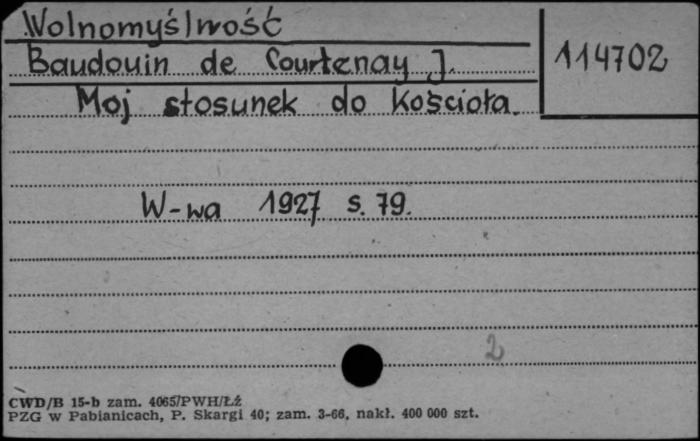 Wolnomyślność
Baudouin de Courtenay J.
114702
Moj stosunek do Kościoła.
W-wa 1927 s. 79.
2
CWD/B 15-b zam. 4065/PWH/Łź
PZG w Pabianicach, P. Skargi 40; zam. 3-66, nakł. 400 000 szt.